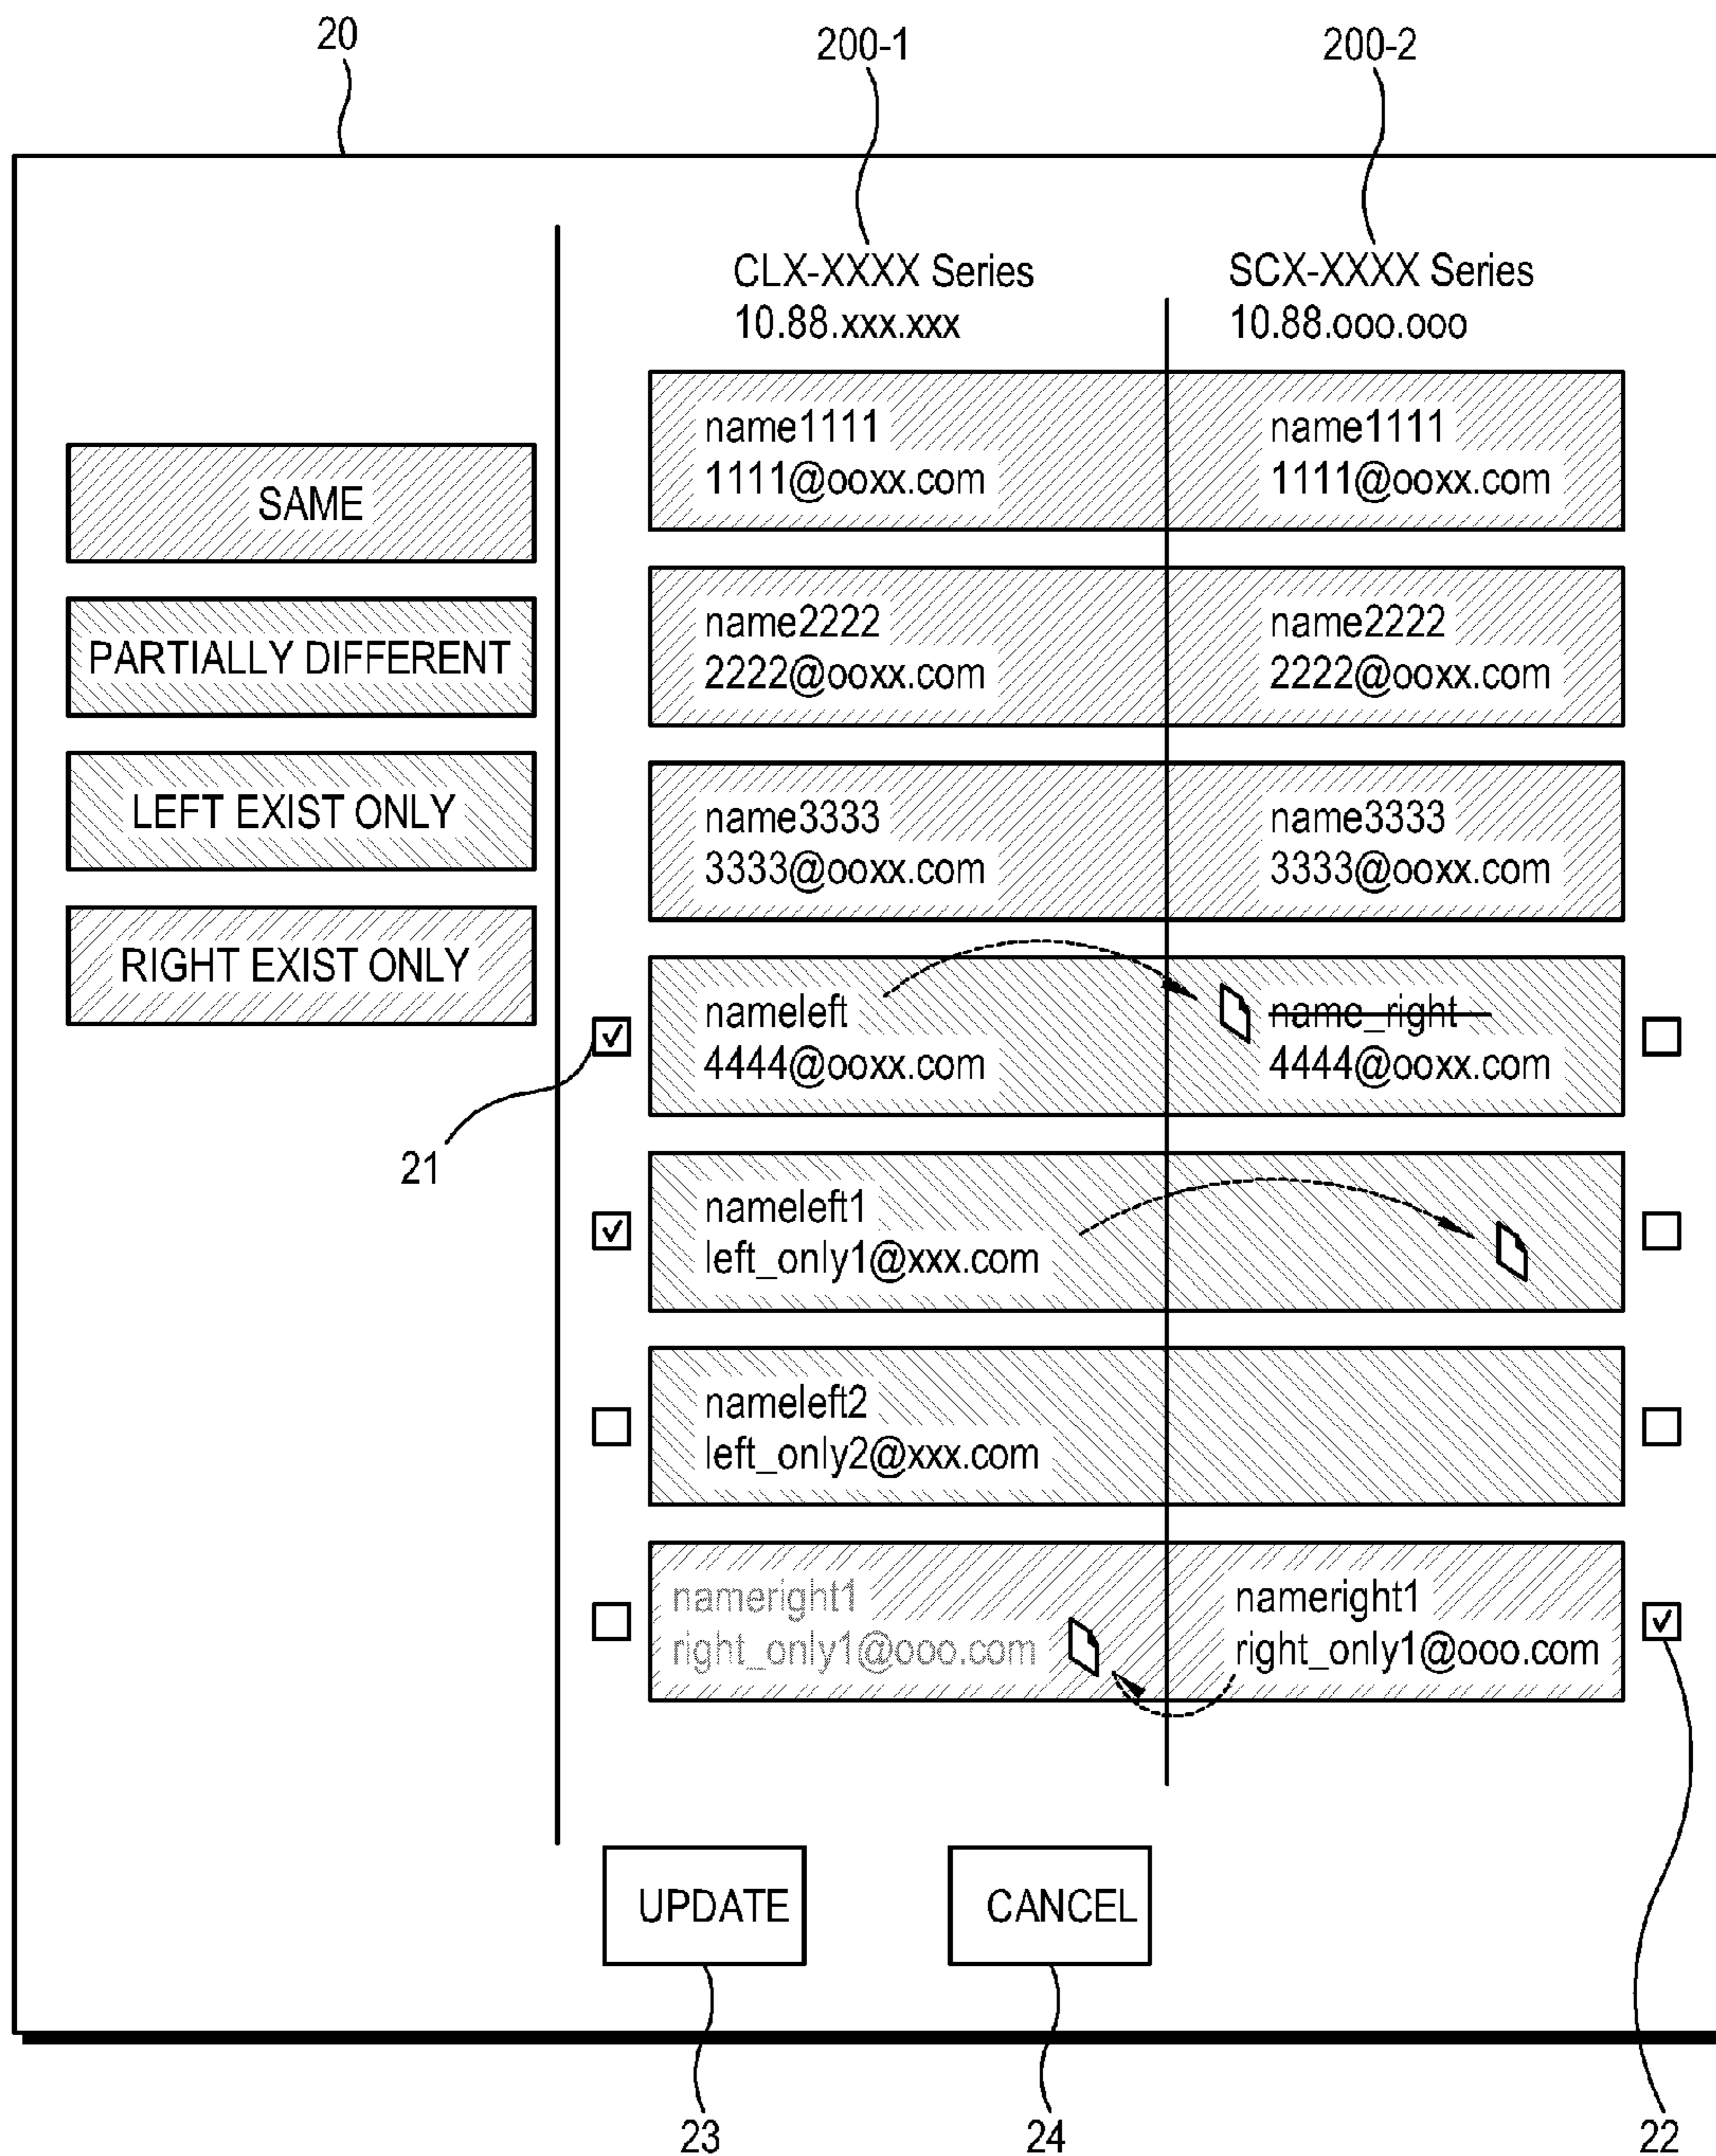 20
200-1
200-2
CLX-XXXX Series
10.88.xxx.xxx
SCX-XXXX Series
10.88.ooo.ooo
SAME
PARTIALLY DIFFERENT
LEFT EXIST ONLY
RIGHT EXIST ONLY
name1111
1111@ooxx.com
name1111
1111@ooxx.com
name2222
2222@ooxx.com
name2222
2222@ooxx.com
name3333
3333@ooxx.com
name3333
3333@ooxx.com
nameleft
4444@ooxx.com
name_right
4444@ooxx.com
21
nameleft1
left_only1@xxx.com
nameleft2
left_only2@xxx.com
nameright1
right_only1@ooo.com
nameright1
right_only1@ooo.com
UPDATE
CANCEL
23
24
22